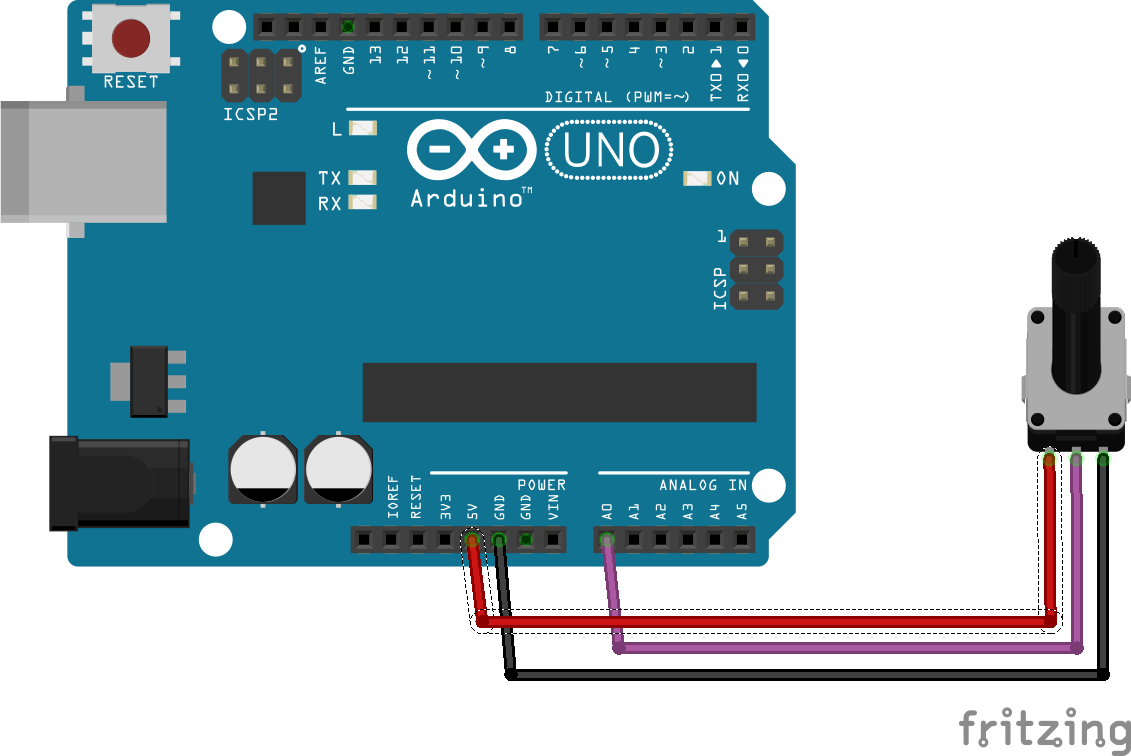 RESET
ICSP2
AREF
GND
13
12
~11
~10
~9
8
7
~6
~5
4
~3
2
TX0▶1
RX0◀0
DIGITAL (PWM=~)
L
TX
RX
UNO
Arduino™
ON
1
ICSP
POWER
ANALOG IN
IOREF
RESET
3V3
5V
GND
GND
VIN
A0
A1
A2
A3
A4
A5
fritzing